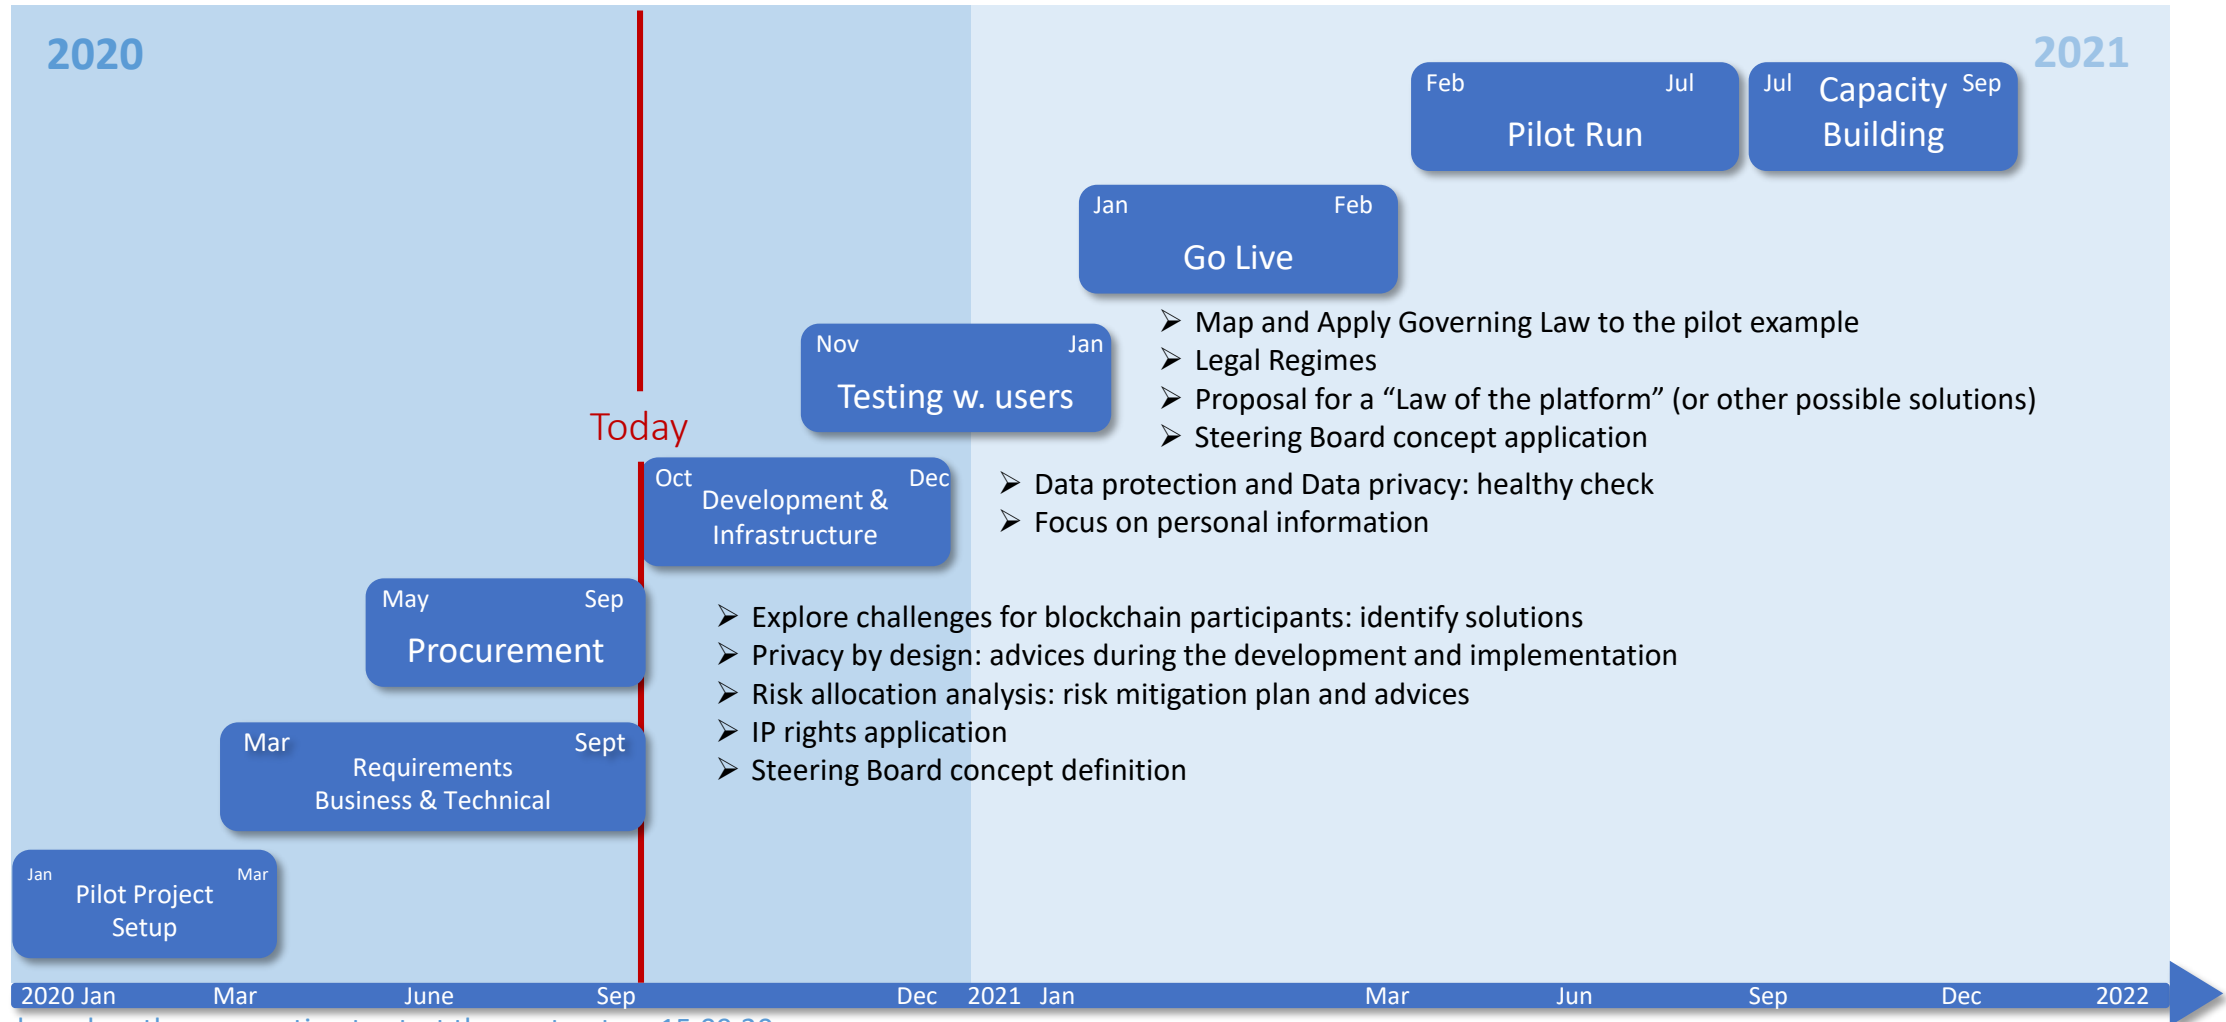 2020
2021
Feb Jul
Pilot Run
Jul Capacity Sep
Building
Jan Feb
Go Live
➢ Map and Apply Governing Law to the pilot example
➢ Legal Regimes
➢ Proposal for a “Law of the platform” (or other possible solutions)
➢ Steering Board concept application
Nov Jan
Testing w. users
Today
Oct Dec
Development &
Infrastructure
➢ Data protection and Data privacy: healthy check
➢ Focus on personal information
May Sep
Procurement
➢ Explore challenges for blockchain participants: identify solutions
➢ Privacy by design: advices during the development and implementation
➢ Risk allocation analysis: risk mitigation plan and advices
➢ IP rights application
➢ Steering Board concept definition
Mar Sept
Requirements
Business & Technical
Jan Mar
Pilot Project
Setup
2020 Jan Mar June Sep Dec 2021 Jan Mar Jun Sep Dec 2022